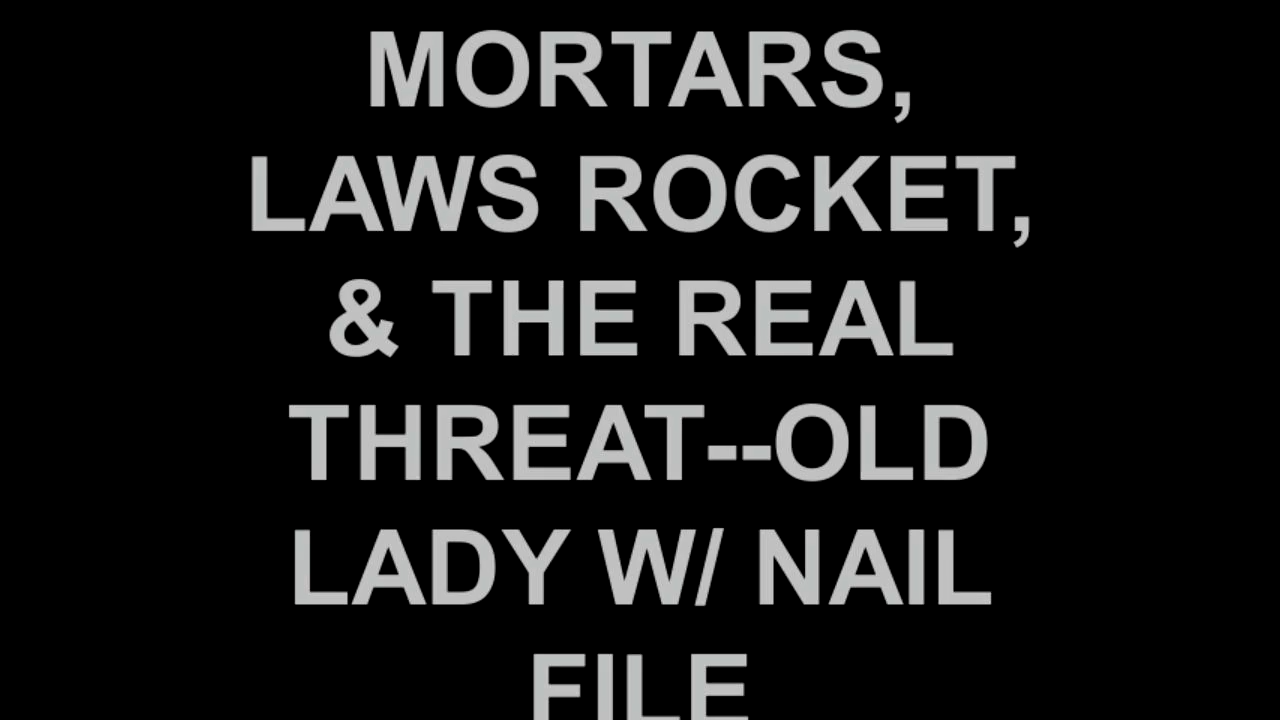 MORTARS,
LAWS ROCKET,
& THE REAL
THREAT--OLD
LADY W/ NAIL
FILE